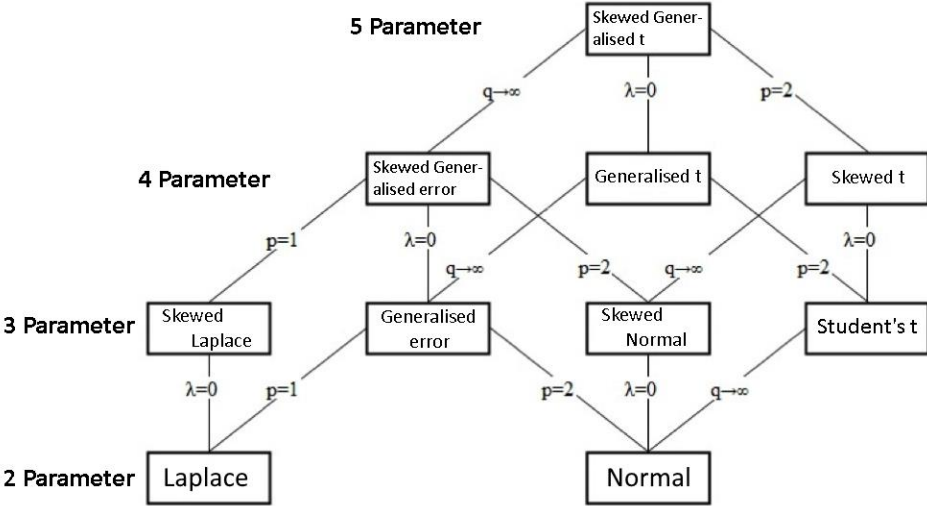 5 Parameter
Skewed Gener-
alised t
q→∞
λ=0
p=2
4 Parameter
Skewed Gener-
alised error
Generalised t
Skewed t
p=1
λ=0
q→∞
p=2
q→∞
p=2
λ=0
3 Parameter
Skewed
Laplace
Generalised
error
Skewed
Normal
Student's t
λ=0
p=1
p=2
λ=0
q→∞
2 Parameter
Laplace
Normal